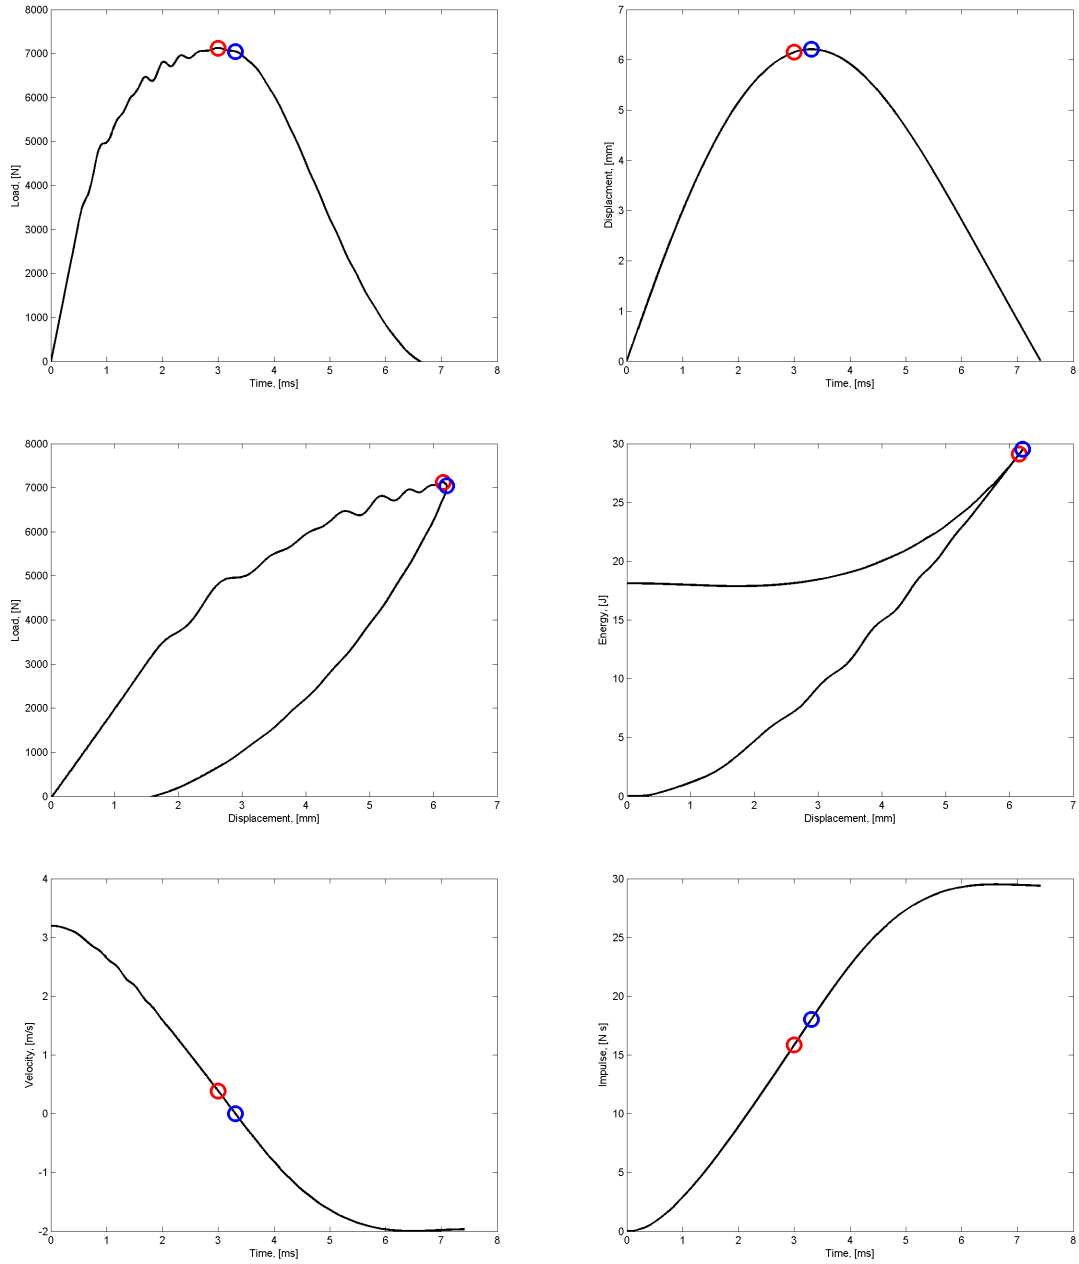 8000
7000
6000
5000
4000
3000
2000
1000
0
Load, [N]
0 1 2 3 4 5 6 7 8
Time, [ms]
7
6
5
4
3
2
1
0
Displacment, [mm]
0 1 2 3 4 5 6 7 8
Time, [ms]
8000
7000
6000
5000
4000
3000
2000
1000
0
Load, [N]
0 1 2 3 4 5 6 7
Displacement, [mm]
30
25
20
15
10
5
0
Energy, [J]
0 1 2 3 4 5 6 7
Displacement, [mm]
4
3
2
1
0
-1
-2
Velocity, [m/s]
0 1 2 3 4 5 6 7 8
Time, [ms]
30
25
20
15
10
5
0
Impulse, [N s]
0 1 2 3 4 5 6 7 8
Time, [ms]